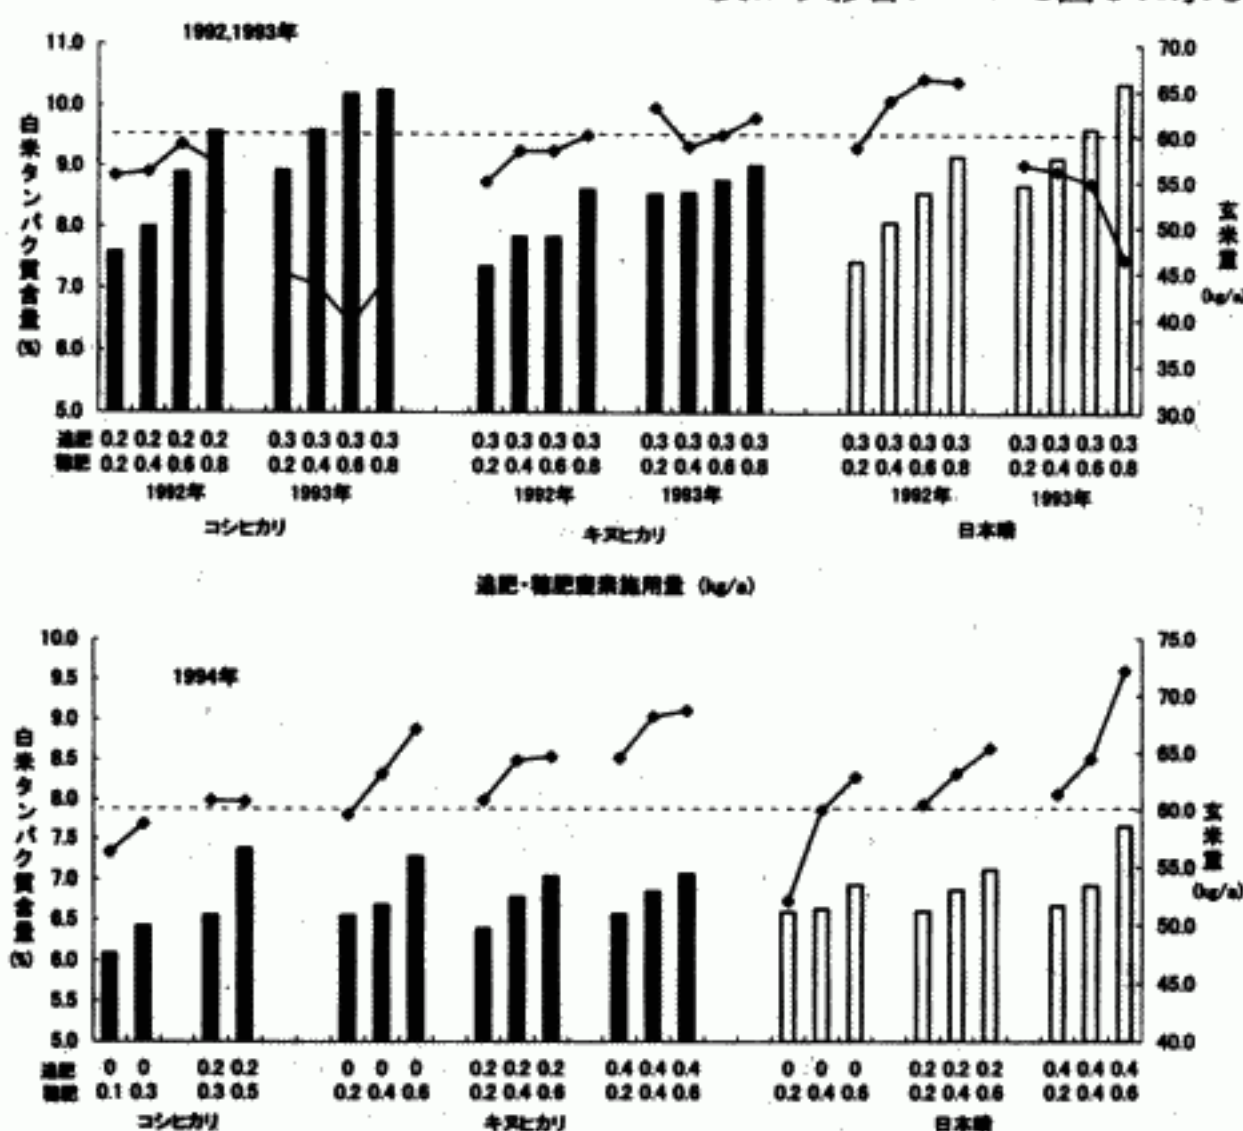 1992,1993年
11.0
10.0
9.0
8.0
7.0
6.0
5.0
白米タンパク質含量(%)
70.0
65.0
60.0
55.0
50.0
45.0
40.0
35.0
30.0
玄米重(kg/a)
追肥 0.2 0.2 0.2 0.2 0.3 0.3 0.3 0.3 0.3 0.3 0.3 0.3 0.3 0.3 0.3 0.3 0.3 0.3 0.3 0.3 0.3 0.3 0.3 0.3
穂肥 0.2 0.4 0.6 0.8 0.2 0.4 0.6 0.8 0.2 0.4 0.6 0.8 0.2 0.4 0.6 0.8 0.2 0.4 0.6 0.8 0.2 0.4 0.6 0.8
1992年 1993年 1992年 1993年 1992年 1993年
コシヒカリ キヌヒカリ 日本晴
追肥・穂肥窒素施用量 (kg/a)
1994年
10.0
9.5
9.0
8.5
8.0
7.5
7.0
6.5
6.0
5.5
5.0
白米タンパク質含量(%)
75.0
70.0
65.0
60.0
55.0
50.0
45.0
40.0
玄米重(kg/a)
追肥 0 0 0.2 0.2 0 0 0 0.2 0.2 0.2 0.4 0.4 0.4 0 0 0 0.2 0.2 0.2 0.4 0.4 0.4
穂肥 0.1 0.3 0.3 0.5 0.2 0.4 0.6 0.2 0.4 0.6 0.2 0.4 0.6 0.2 0.4 0.6 0.2 0.4 0.6 0.2 0.4 0.6
コシヒカリ キヌヒカリ 日本晴